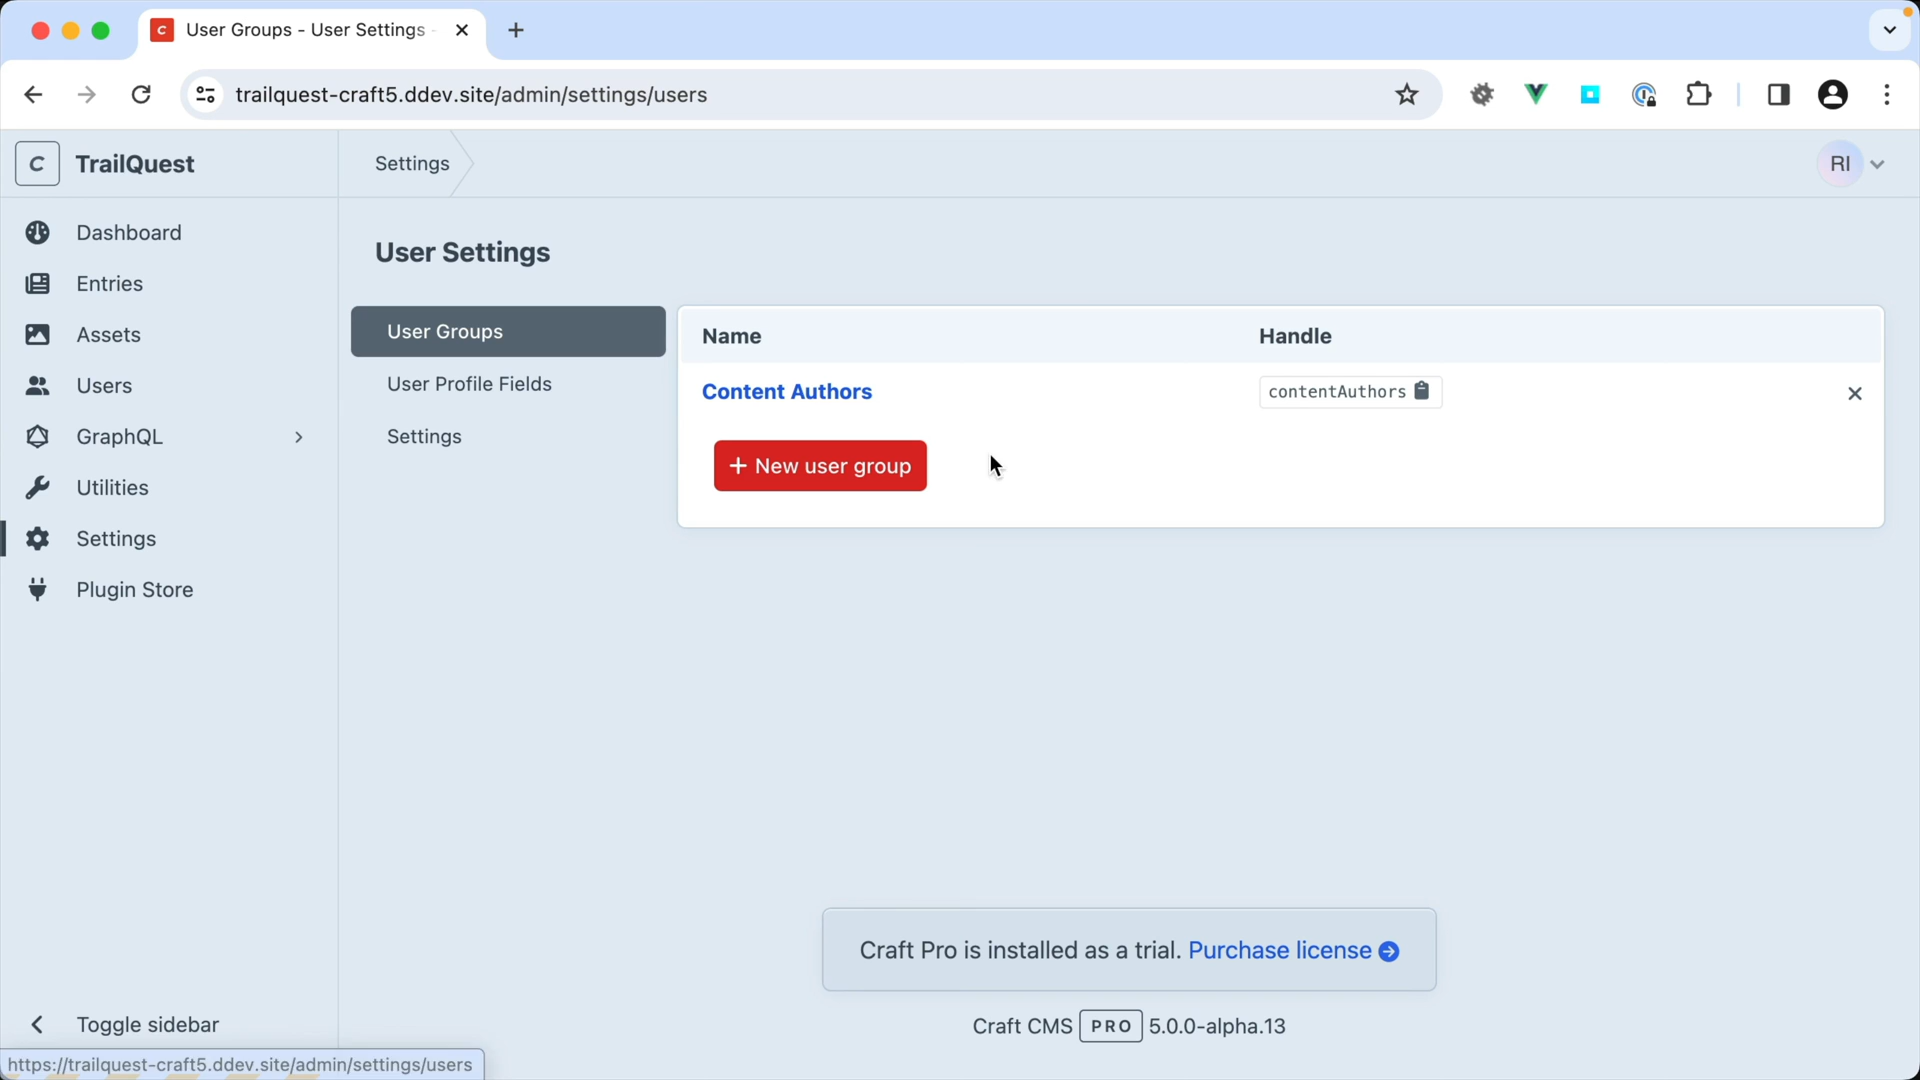 User Groups - User Settings -
trailquest-craft5.ddev.site/admin/settings/users
C TrailQuest
Settings
RI
Dashboard
Entries
Assets
Users
GraphQL
Utilities
Settings
Plugin Store
Toggle sidebar
User Settings
User Groups
User Profile Fields
Settings
Name Handle
Content Authors contentAuthors
+ New user group
Craft Pro is installed as a trial. Purchase license
Craft CMS PRO 5.0.0-alpha.13
https://trailquest-craft5.ddev.site/admin/settings/users